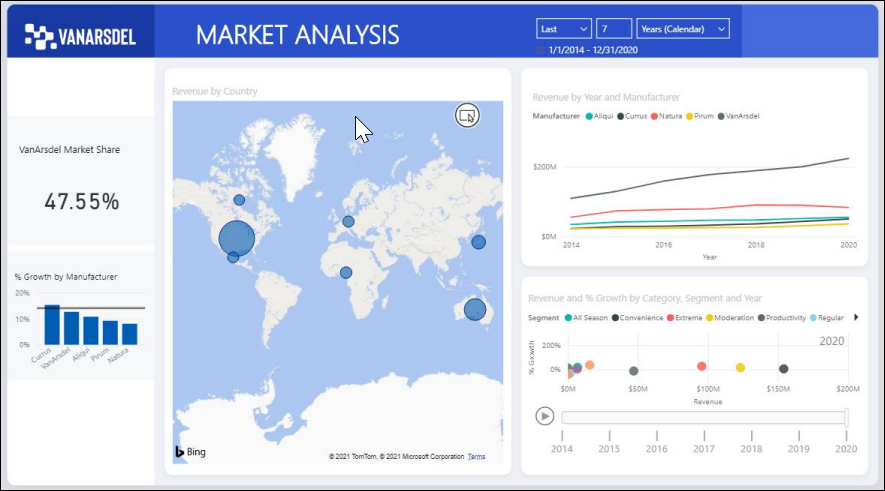 VANARSDEL
MARKET ANALYSIS
Last
7
Years (Calendar)
1/1/2014 - 12/31/2020
VanArsdel Market Share
47.55%
% Growth by Manufacturer
20%
10%
0%
Currus
VanArsdel
Aliqui
Pirum
Natura
Revenue by Country
Bing
© 2021 TomTom, © 2021 Microsoft Corporation Terms
Revenue by Year and Manufacturer
Manufacturer Aliqui Currus Natura Pirum VanArsdel
$200M
$0M
2014 2016 2018 2020
Year
Revenue and % Growth by Category, Segment and Year
Segment All Season Convenience Extreme Moderation Productivity Regular
2020
% Growth
200%
0%
$0M $50M $100M $150M $200M
Revenue
2014 2015 2016 2017 2018 2019 2020